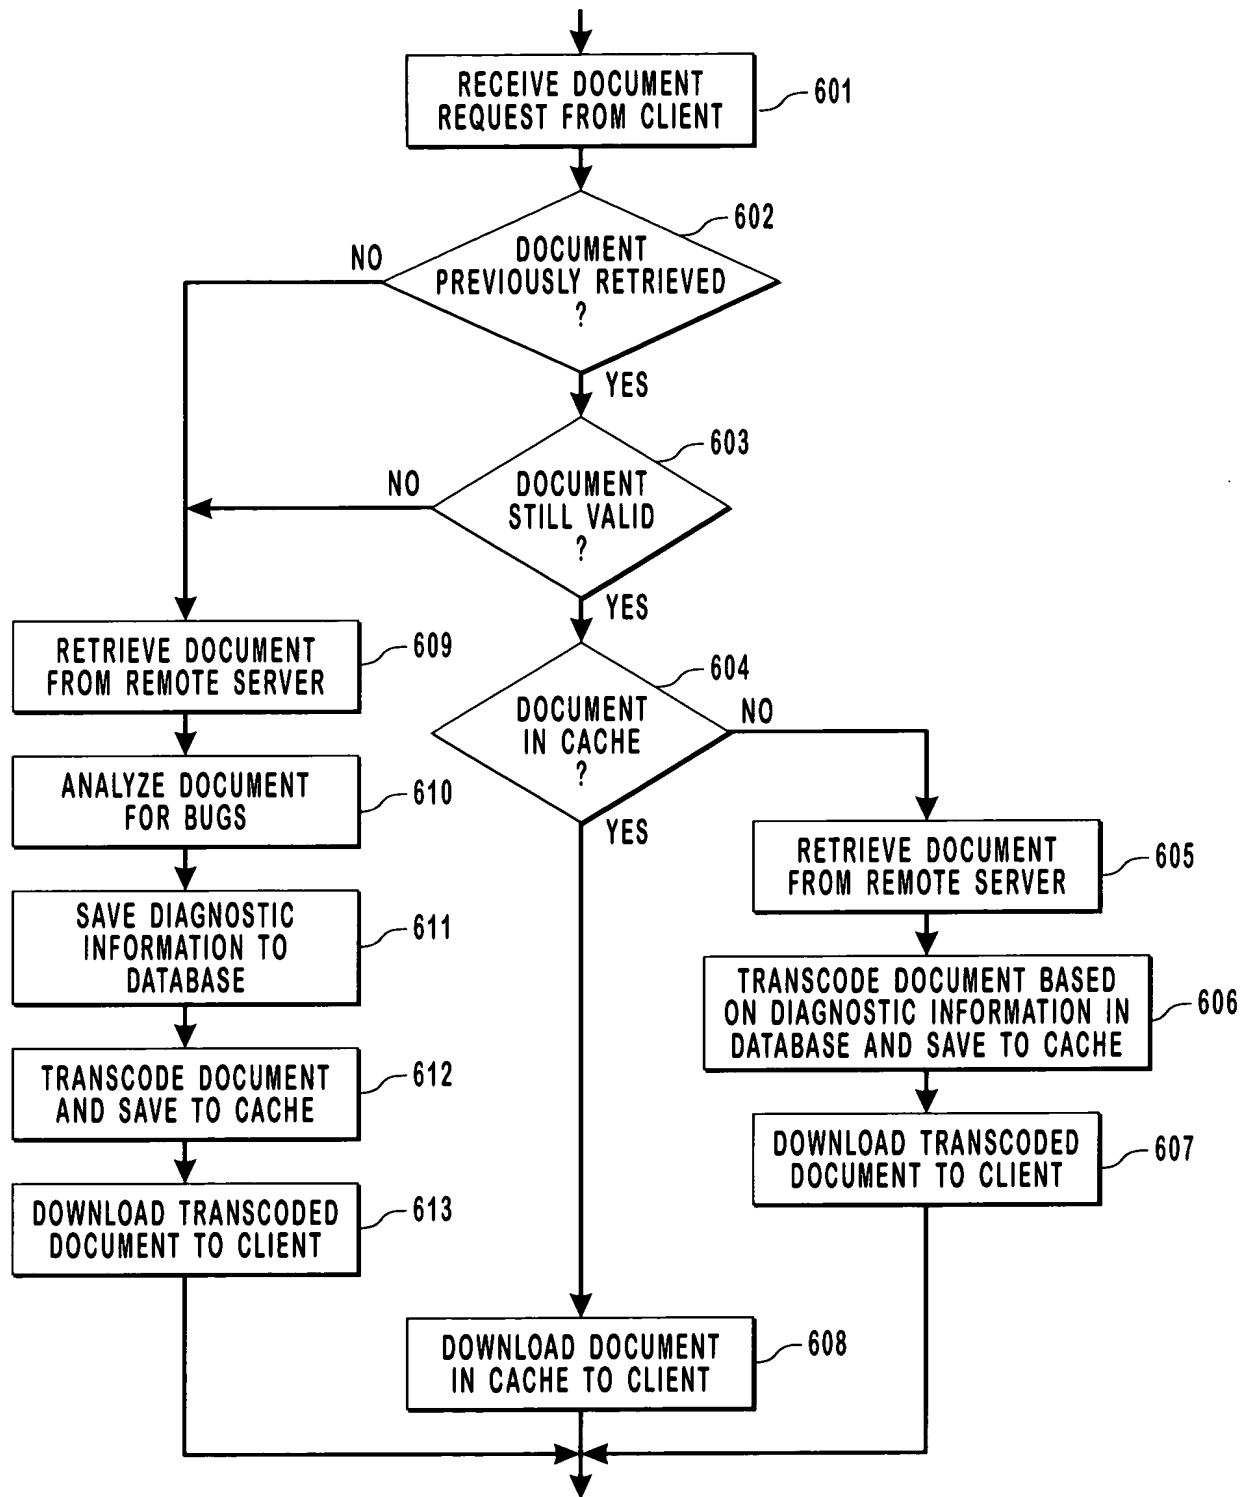 RECEIVE DOCUMENT
REQUEST FROM CLIENT
601
DOCUMENT
PREVIOUSLY RETRIEVED
?
602
NO
YES
DOCUMENT
STILL VALID
?
603
NO
YES
DOCUMENT
IN CACHE
?
604
NO
YES
RETRIEVE DOCUMENT
FROM REMOTE SERVER
609
ANALYZE DOCUMENT
FOR BUGS
610
SAVE DIAGNOSTIC
INFORMATION TO
DATABASE
611
TRANSCODE DOCUMENT
AND SAVE TO CACHE
612
DOWNLOAD TRANSCODED
DOCUMENT TO CLIENT
613
RETRIEVE DOCUMENT
FROM REMOTE SERVER
605
TRANSCODE DOCUMENT BASED
ON DIAGNOSTIC INFORMATION IN
DATABASE AND SAVE TO CACHE
606
DOWNLOAD TRANSCODED
DOCUMENT TO CLIENT
607
DOWNLOAD DOCUMENT
IN CACHE TO CLIENT
608